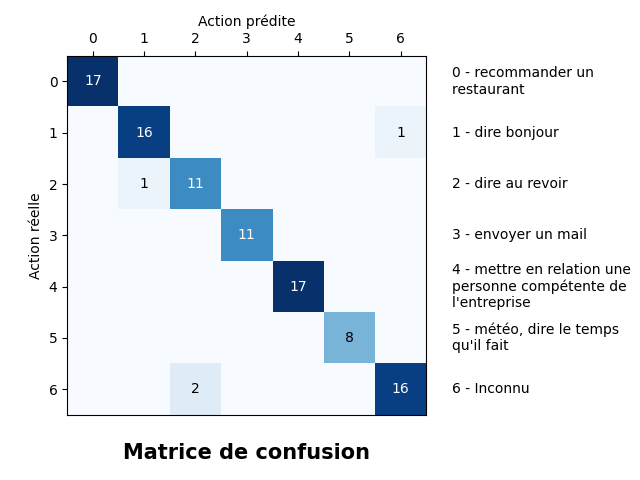 Action prédite
0 1 2 3 4 5 6
Action réelle
0 17
1 16 1
2 1 11
3 11
4 17
5 8
6 2 16
0 - recommander un
restaurant
1 - dire bonjour
2 - dire au revoir
3 - envoyer un mail
4 - mettre en relation une
personne compétente de
l'entreprise
5 - météo, dire le temps
qu'il fait
6 - Inconnu
Matrice de confusion